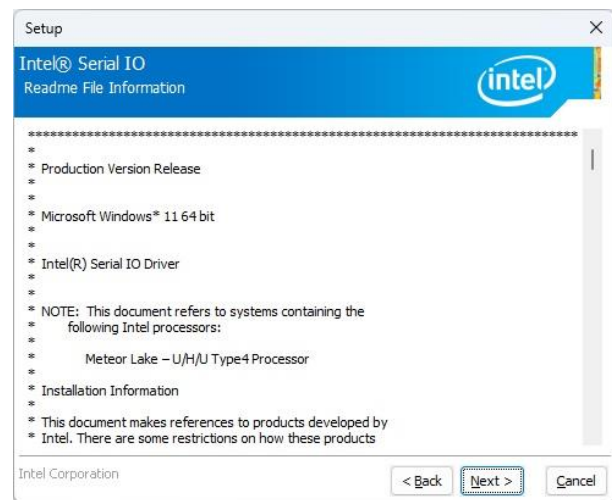 Setup
Intel® Serial IO
Readme File Information
intel
*******************************************************************************
*
* Production Version Release
*
*
* Microsoft Windows* 11 64 bit
*
*
* Intel(R) Serial IO Driver
*
*
* NOTE: This document refers to systems containing the
* following Intel processors:
*
* Meteor Lake – U/H/U Type4 Processor
*
* Installation Information
*
* This document makes references to products developed by
* Intel. There are some restrictions on how these products
Intel Corporation
< Back Next > Cancel